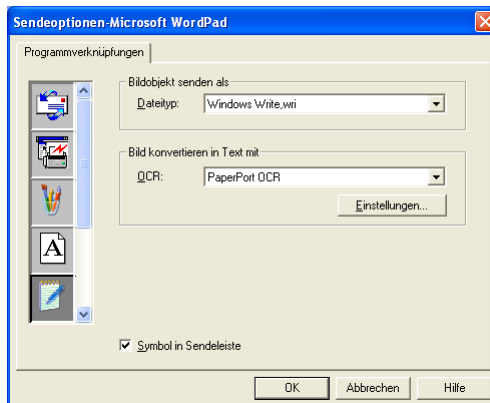 Sendeoptionen-Microsoft WordPad
Programmverknüpfungen
Bildobjekt senden als
Dateityp: Windows Write,wri
Bild konvertieren in Text mit
OCR: PaperPort OCR
Einstellungen...
A
Symbol in Sendeleiste
OK Abbrechen Hilfe